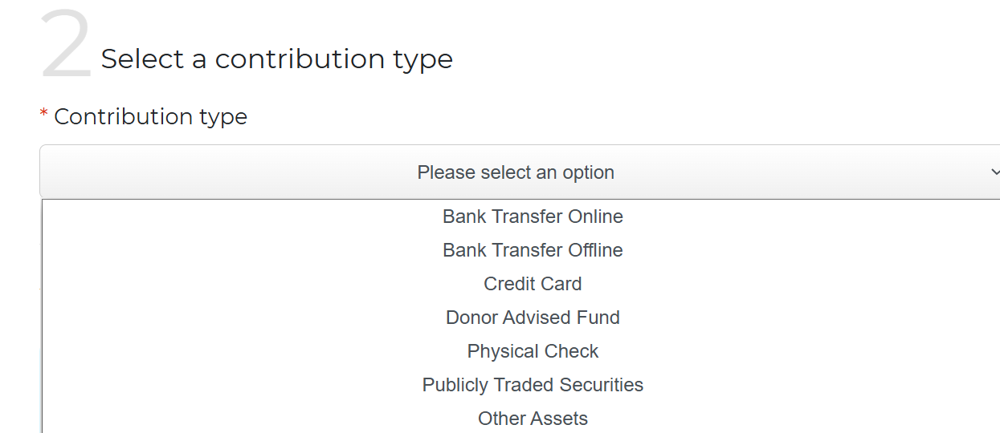 2 Select a contribution type
* Contribution type
Please select an option
Bank Transfer Online
Bank Transfer Offline
Credit Card
Donor Advised Fund
Physical Check
Publicly Traded Securities
Other Assets